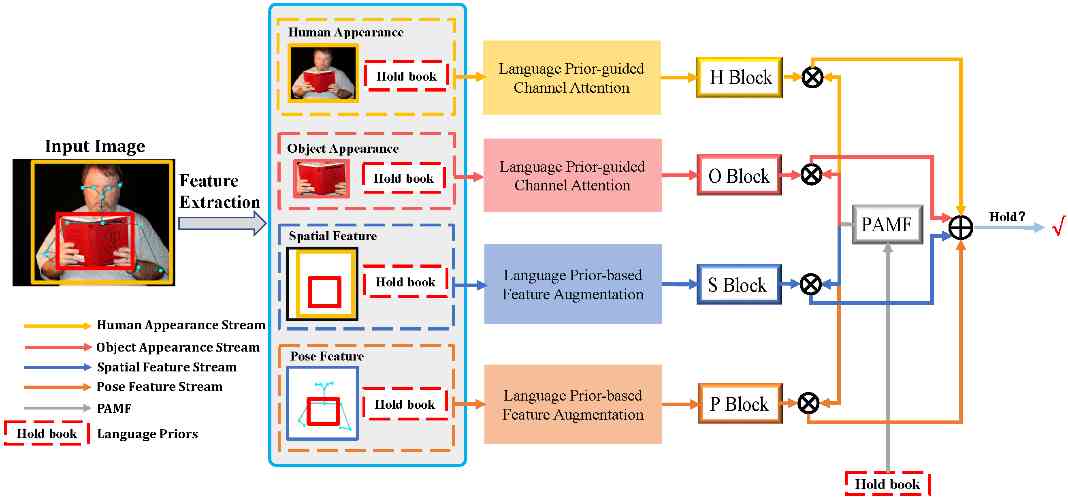 Input Image
Feature
Extraction
Human Appearance
Hold book
Object Appearance
Hold book
Spatial Feature
Hold book
Pose Feature
Hold book
Language Prior-guided
Channel Attention
Language Prior-guided
Channel Attention
Language Prior-based
Feature Augmentation
Language Prior-based
Feature Augmentation
H Block
O Block
S Block
P Block
PAMF
Hold book
Hold?
√
Human Appearance Stream
Object Appearance Stream
Spatial Feature Stream
Pose Feature Stream
PAMF
Hold book Language Priors